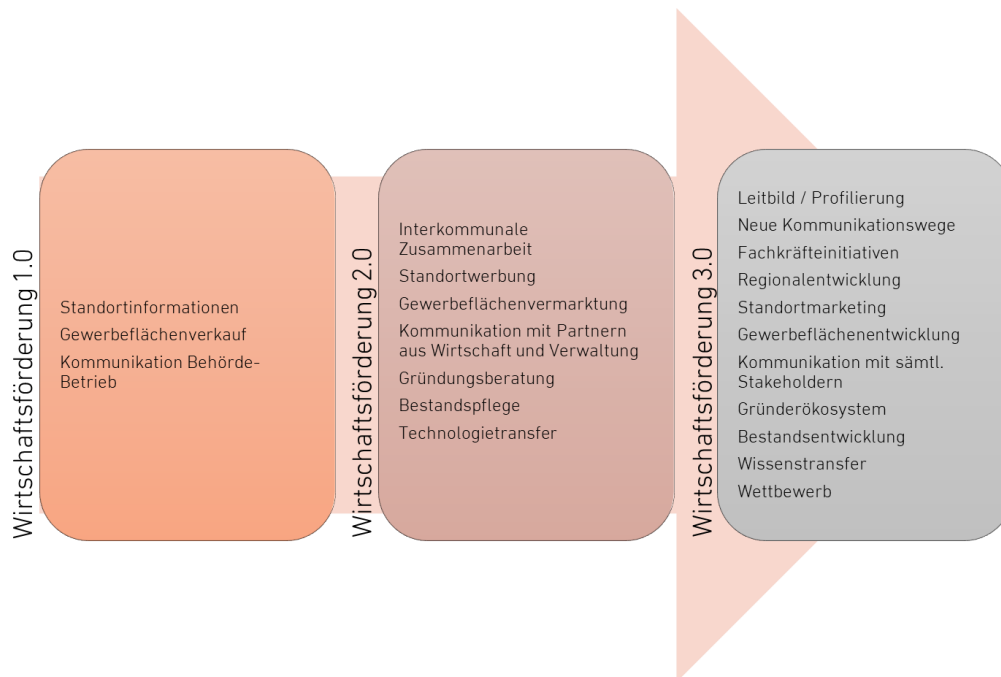 Wirtschaftsförderung 1.0
Standortinformationen
Gewerbeflächenverkauf
Kommunikation Behörde-
Betrieb
Wirtschaftsförderung 2.0
Interkommunale
Zusammenarbeit
Standortwerbung
Gewerbeflächenvermarktung
Kommunikation mit Partnern
aus Wirtschaft und Verwaltung
Gründungsberatung
Bestandspflege
Technologietransfer
Wirtschaftsförderung 3.0
Leitbild / Profilierung
Neue Kommunikationswege
Fachkräfteinitiativen
Regionalentwicklung
Standortmarketing
Gewerbeflächenentwicklung
Kommunikation mit sämtl.
Stakeholdern
Gründerökosystem
Bestandsentwicklung
Wissenstransfer
Wettbewerb